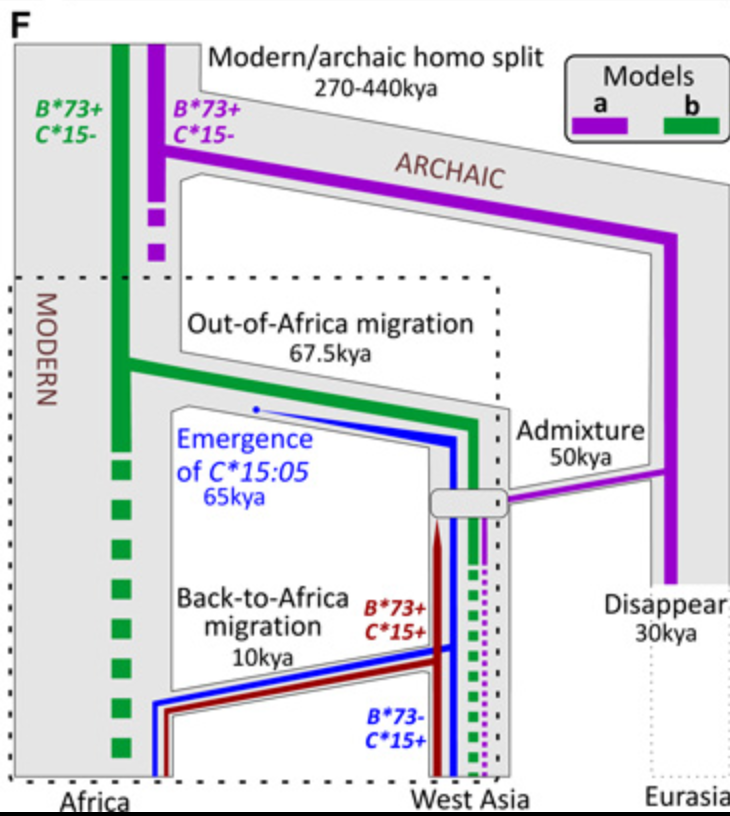 F
Modern/archaic homo split
270-440kya
Models
a b
B*73+
C*15-
B*73+
C*15-
ARCHAIC
MODERN
Out-of-Africa migration
67.5kya
Emergence
of C*15:05
65kya
Admixture
50kya
Back-to-Africa
migration
10kya
B*73+
C*15+
Disappear
30kya
B*73-
C*15+
Africa
West Asia
Eurasia